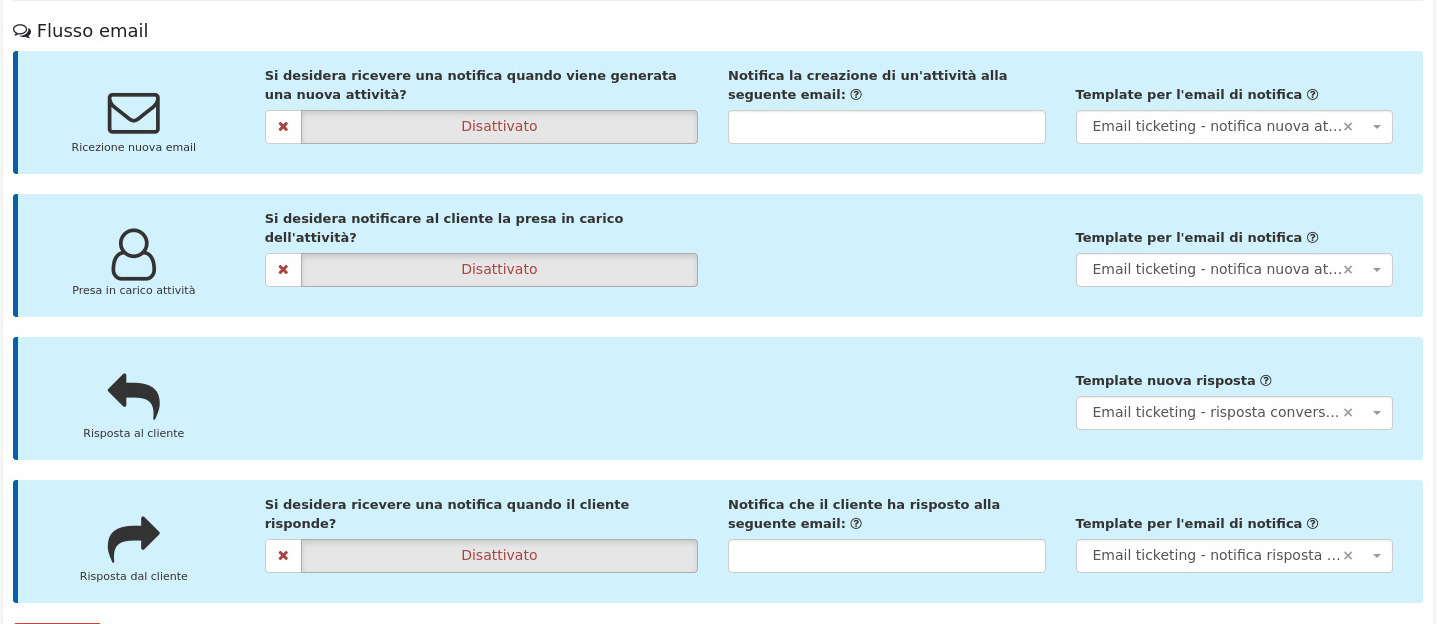 Flusso email
Si desidera ricevere una notifica quando viene generata
una nuova attività?
Notifica la creazione di un'attività alla
seguente email:
Template per l'email di notifica
Disattivato
Email ticketing - notifica nuova at...
Ricezione nuova email
Si desidera notificare al cliente la presa in carico
dell'attività?
Template per l'email di notifica
Disattivato
Email ticketing - notifica nuova at...
Presa in carico attività
Template nuova risposta
Email ticketing - risposta convers...
Risposta al cliente
Si desidera ricevere una notifica quando il cliente
risponde?
Notifica che il cliente ha risposto alla
seguente email:
Template per l'email di notifica
Disattivato
Email ticketing - notifica risposta ...
Risposta dal cliente